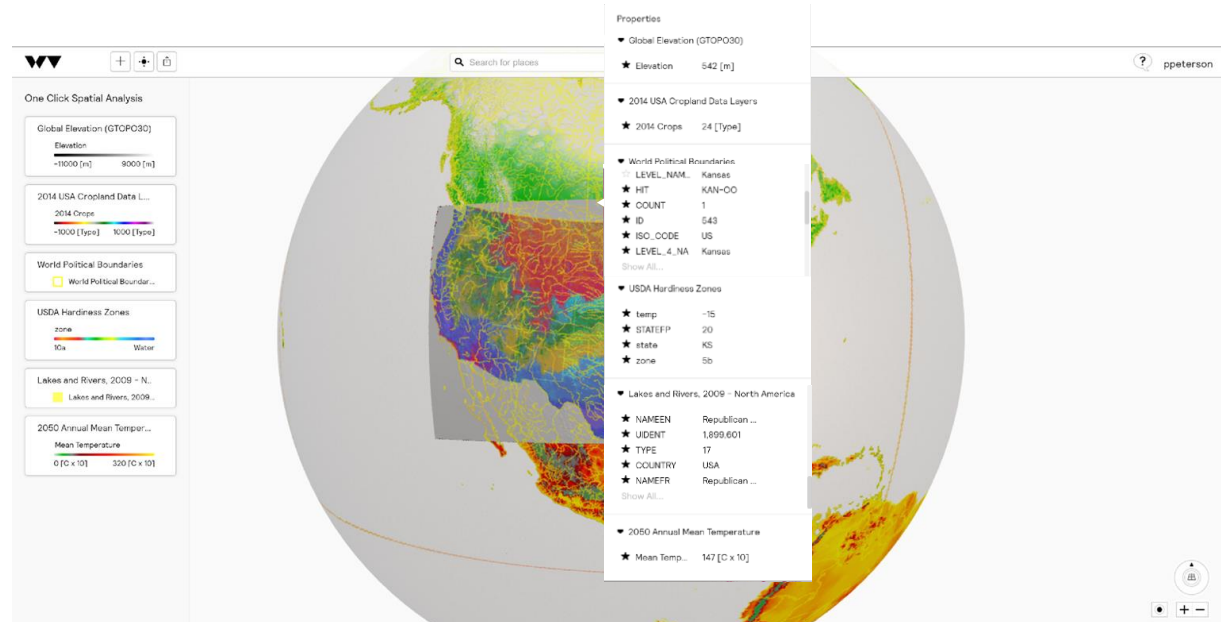 WV
Search for places
? ppeterson
One Click Spatial Analysis
Global Elevation (GTOPO30)
Elevation
-11000 [m] 9000 [m]
2014 USA Cropland Data L...
2014 Crops
-1000 [Type] 1000 [Type]
World Political Boundaries
World Political Boundar...
USDA Hardiness Zones
zone
10a Water
Lakes and Rivers, 2009 - N..
Lakes and Rivers, 2009...
2050 Annual Mean Temper...
Mean Temperature
0 [C x 10] 320 [C x 10]
Properties
Global Elevation (GTOPO30)
Elevation 542 [m]
2014 USA Cropland Data Layers
2014 Crops 24 [Type]
World Political Boundaries
LEVEL_NAM.. Kansas
HIT KAN-OO
COUNT 1
ID 543
ISO_CODE US
LEVEL_4_NA Kansas
Show All...
USDA Hardiness Zones
temp -15
STATEFP 20
state KS
zone 5b
Lakes and Rivers, 2009 - North America
NAMEEN Republican ...
UIDENT 1,899,601
TYPE 17
COUNTRY USA
NAMEFR Republican ...
Show All...
2050 Annual Mean Temperature
Mean Temp... 147 [C x 10]